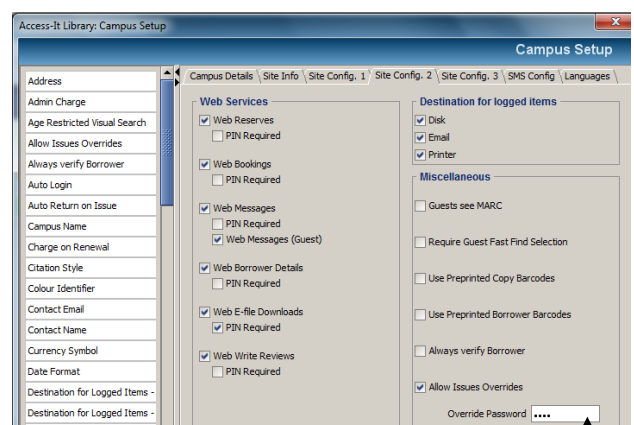 Access-It Library: Campus Setup
x
Campus Setup
Address
Admin Charge
Age Restricted Visual Search
Allow Issues Overrides
Always verify Borrower
Auto Login
Auto Return on Issue
Campus Name
Charge on Renewal
Citation Style
Colour Identifier
Contact Email
Contact Name
Currency Symbol
Date Format
Destination for Logged Items -
Destination for Logged Items -
Campus Details \ Site Info \ Site Config. 1 \ Site Config. 2 \ Site Config. 3 \ SMS Config \ Languages \
Web Services
Web Reserves
PIN Required
Web Bookings
PIN Required
Web Messages
PIN Required
Web Messages (Guest)
Web Borrower Details
PIN Required
Web E-file Downloads
PIN Required
Web Write Reviews
PIN Required
Destination for logged items
Disk
Email
Printer
Miscellaneous
Guests see MARC
Require Guest Fast Find Selection
Use Preprinted Copy Barcodes
Use Preprinted Borrower Barcodes
Always verify Borrower
Allow Issues Overrides
Override Password ••••